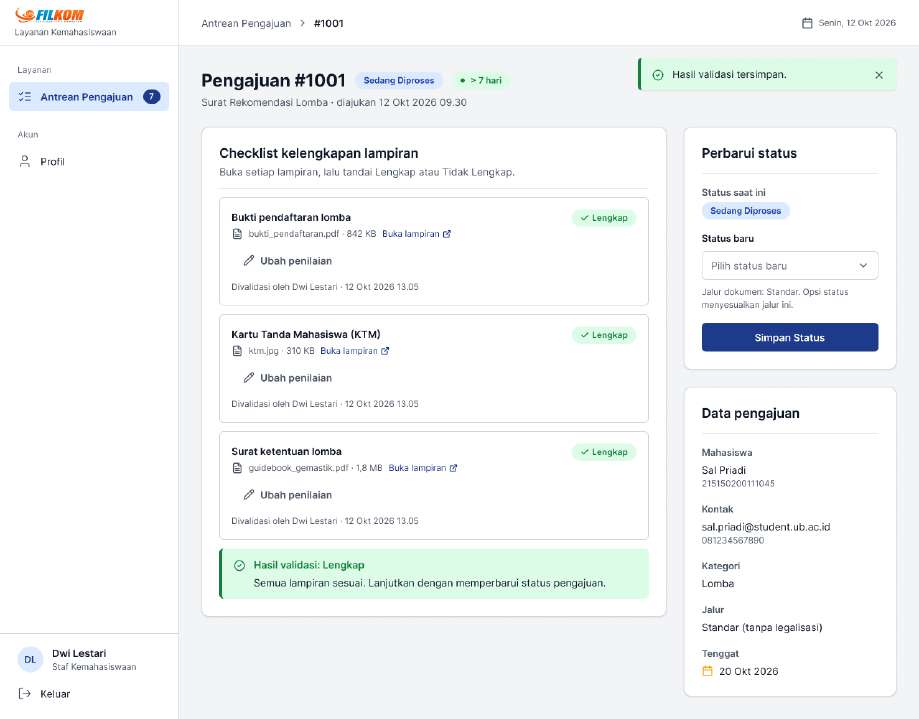 FILKOM
Layanan Kemahasiswaan
Layanan
Antrean Pengajuan 7
Akun
Profil
Dwi Lestari
DL
Staf Kemahasiswaan
Keluar
Antrean Pengajuan > #1001
Senin, 12 Okt 2026
Pengajuan #1001 Sedang Diproses > 7 hari
Surat Rekomendasi Lomba · diajukan 12 Okt 2026 09.30
Hasil validasi tersimpan.
Checklist kelengkapan lampiran
Buka setiap lampiran, lalu tandai Lengkap atau Tidak Lengkap.
Bukti pendaftaran lomba
Lengkap
bukti_pendaftaran.pdf · 842 KB Buka lampiran
Ubah penilaian
Divalidasi oleh Dwi Lestari · 12 Okt 2026 13.05
Kartu Tanda Mahasiswa (KTM)
Lengkap
ktm.jpg · 310 KB Buka lampiran
Ubah penilaian
Divalidasi oleh Dwi Lestari · 12 Okt 2026 13.05
Surat ketentuan lomba
Lengkap
guidebook_gemastik.pdf · 1,8 MB Buka lampiran
Ubah penilaian
Divalidasi oleh Dwi Lestari · 12 Okt 2026 13.05
Hasil validasi: Lengkap
Semua lampiran sesuai. Lanjutkan dengan memperbarui status pengajuan.
Perbarui status
Status saat ini
Sedang Diproses
Status baru
Pilih status baru
Jalur dokumen: Standar. Opsi status
menyesuaikan jalur ini.
Simpan Status
Data pengajuan
Mahasiswa
Sal Priadi
215150200111045
Kontak
sal.priadi@student.ub.ac.id
081234567890
Kategori
Lomba
Jalur
Standar (tanpa legalisasi)
Tenggat
20 Okt 2026